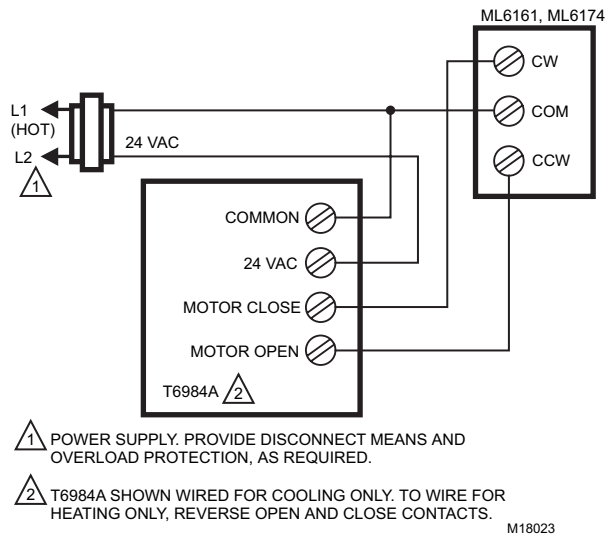 ML6161, ML6174
CW
L1
(HOT)
COM
24 VAC
L2
1
CCW
COMMON
24 VAC
MOTOR CLOSE
MOTOR OPEN
T6984A 2
1 POWER SUPPLY. PROVIDE DISCONNECT MEANS AND
OVERLOAD PROTECTION, AS REQUIRED.
2 T6984A SHOWN WIRED FOR COOLING ONLY. TO WIRE FOR
HEATING ONLY, REVERSE OPEN AND CLOSE CONTACTS.
M18023